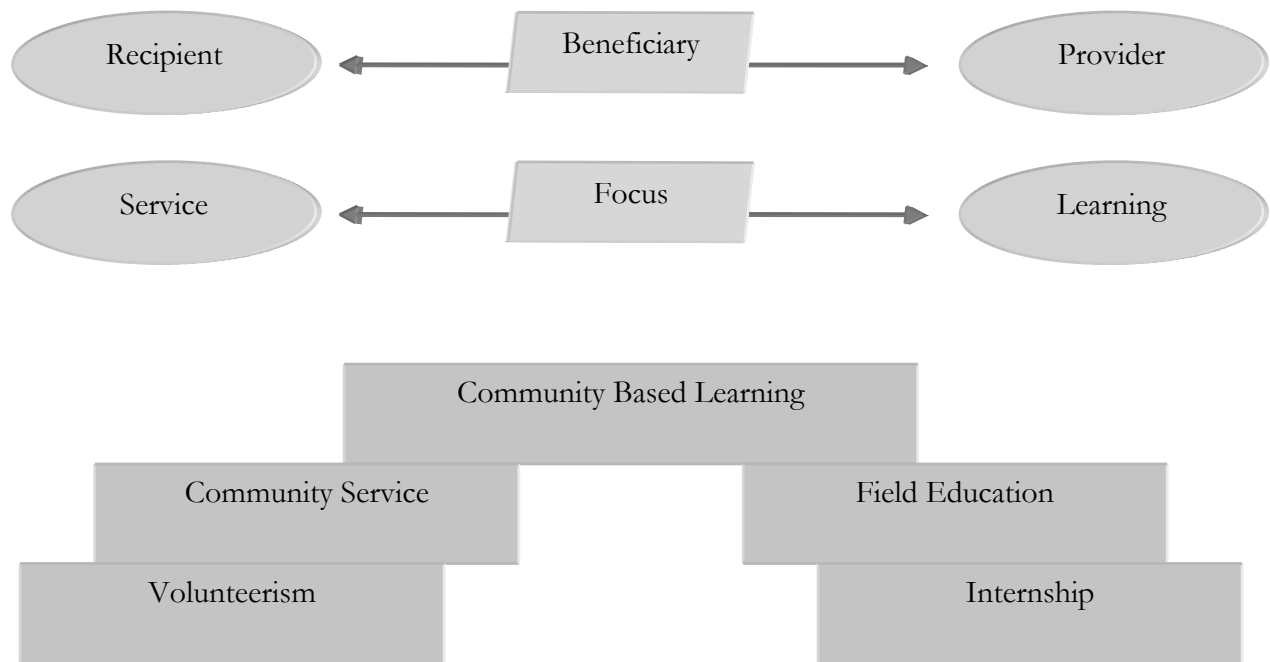 Recipient
Beneficiary
Provider
Service
Focus
Learning
Community Based Learning
Community Service
Field Education
Volunteerism
Internship